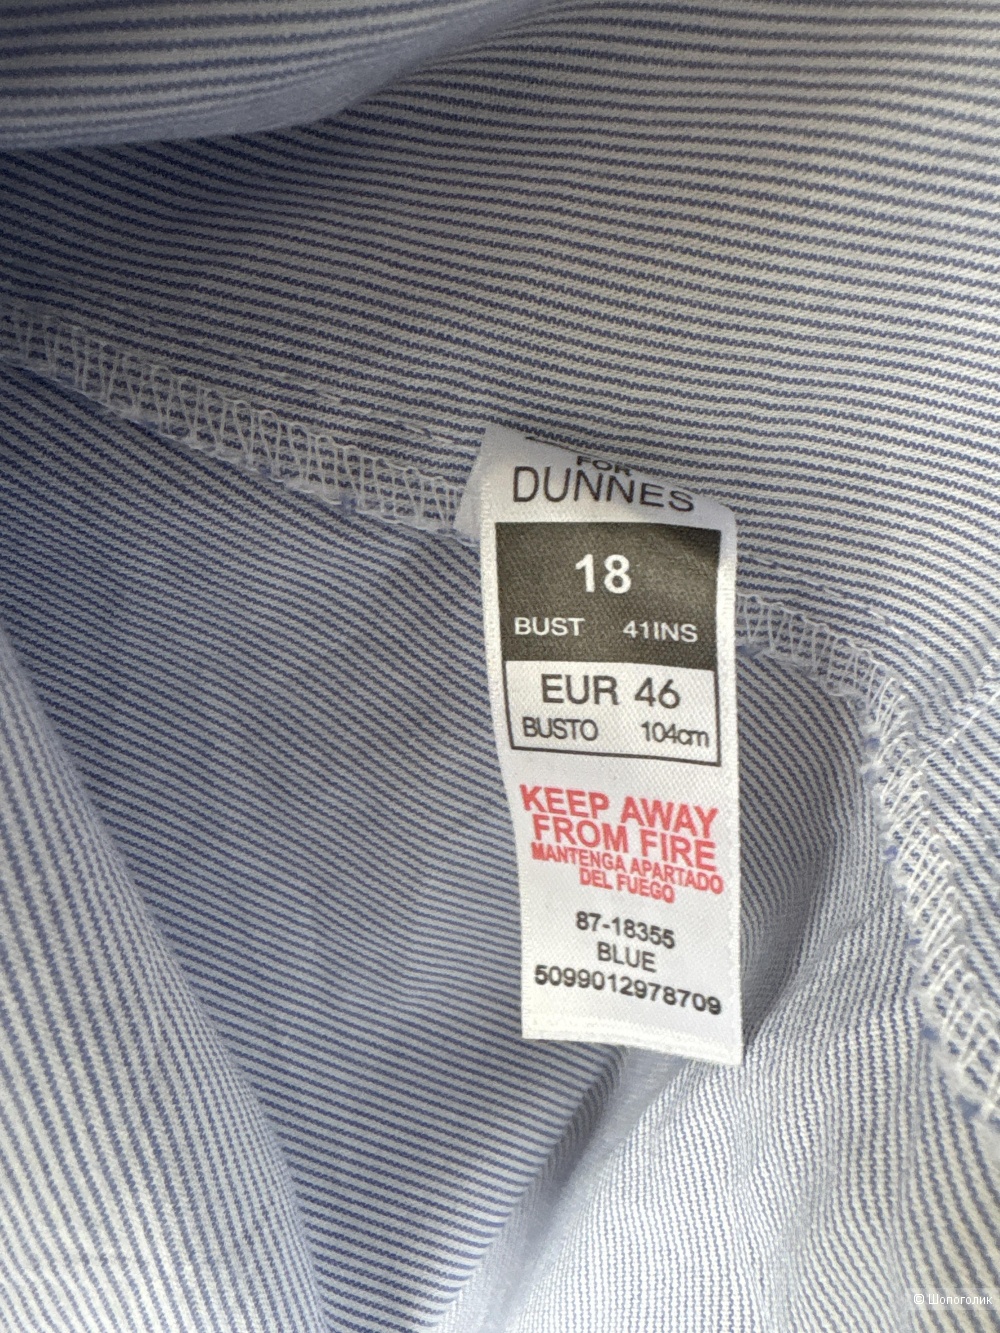 FOR
DUNNES
18
BUST 41INS
EUR 46
BUSTO 104cm
KEEP AWAY
FROM FIRE
MANTENGA APARTADO
DEL FUEGO
87-18355
BLUE
5099012978709
© Шопоголик